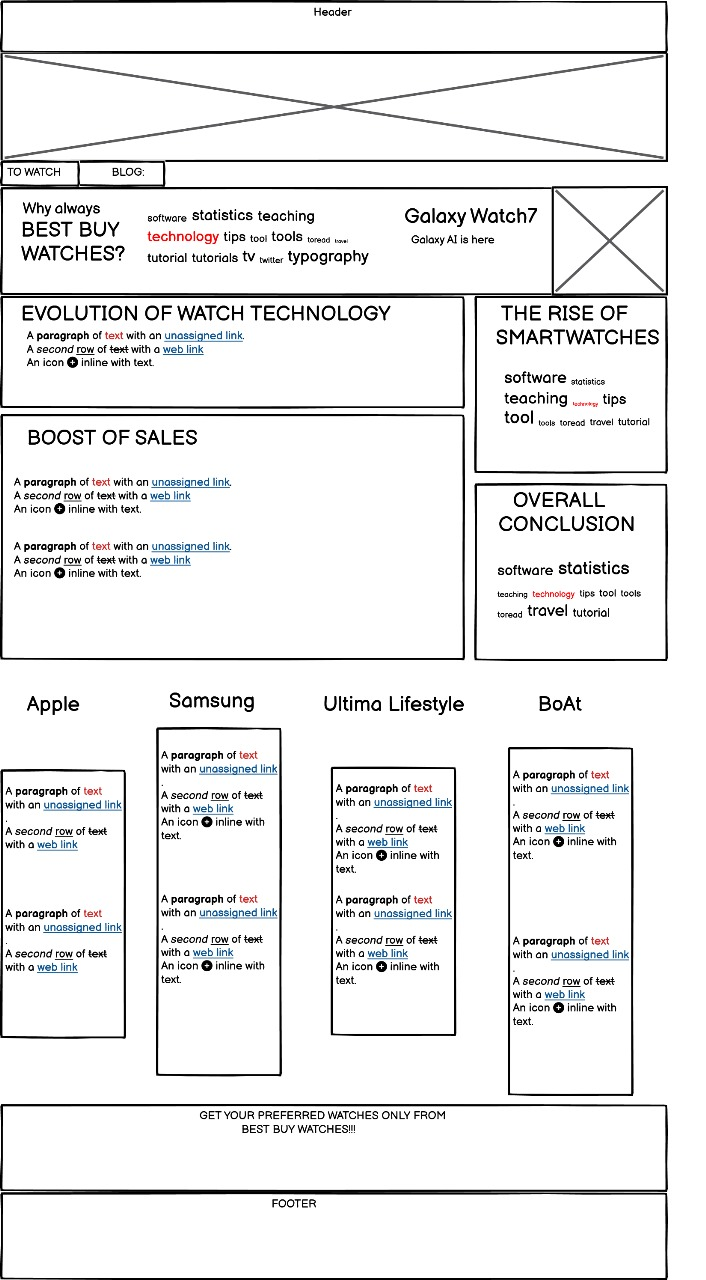 Header
TO WATCH
BLOG:
Why always
BEST BUY
WATCHES?
software statistics teaching
technology tips tool tools toread travel
tutorial tutorials tv twitter typography
Galaxy Watch7
Galaxy AI is here
EVOLUTION OF WATCH TECHNOLOGY
A paragraph of text with an unassigned link.
A second row of text with a web link
An icon inline with text.
THE RISE OF
SMARTWATCHES
software statistics
teaching technology tips
tool tools toread travel tutorial
BOOST OF SALES
A paragraph of text with an unassigned link.
A second row of text with a web link
An icon inline with text.
A paragraph of text with an unassigned link.
A second row of text with a web link
An icon inline with text.
OVERALL
CONCLUSION
software statistics
teaching technology tips tool tools
toread travel tutorial
Apple
A paragraph of text
with an unassigned link
.
A second row of text
with a web link
A paragraph of text
with an unassigned link
.
A second row of text
with a web link
Samsung
A paragraph of text
with an unassigned link
.
A second row of text
with a web link
An icon inline with
text.
A paragraph of text
with an unassigned link
.
A second row of text
with a web link
An icon inline with
text.
Ultima Lifestyle
A paragraph of text
with an unassigned link
.
A second row of text
with a web link
An icon inline with
text.
A paragraph of text
with an unassigned link
.
A second row of text
with a web link
An icon inline with
text.
BoAt
A paragraph of text
with an unassigned link
.
A second row of text
with a web link
An icon inline with
text.
A paragraph of text
with an unassigned link
.
A second row of text
with a web link
An icon inline with
text.
GET YOUR PREFERRED WATCHES ONLY FROM
BEST BUY WATCHES!!!
FOOTER